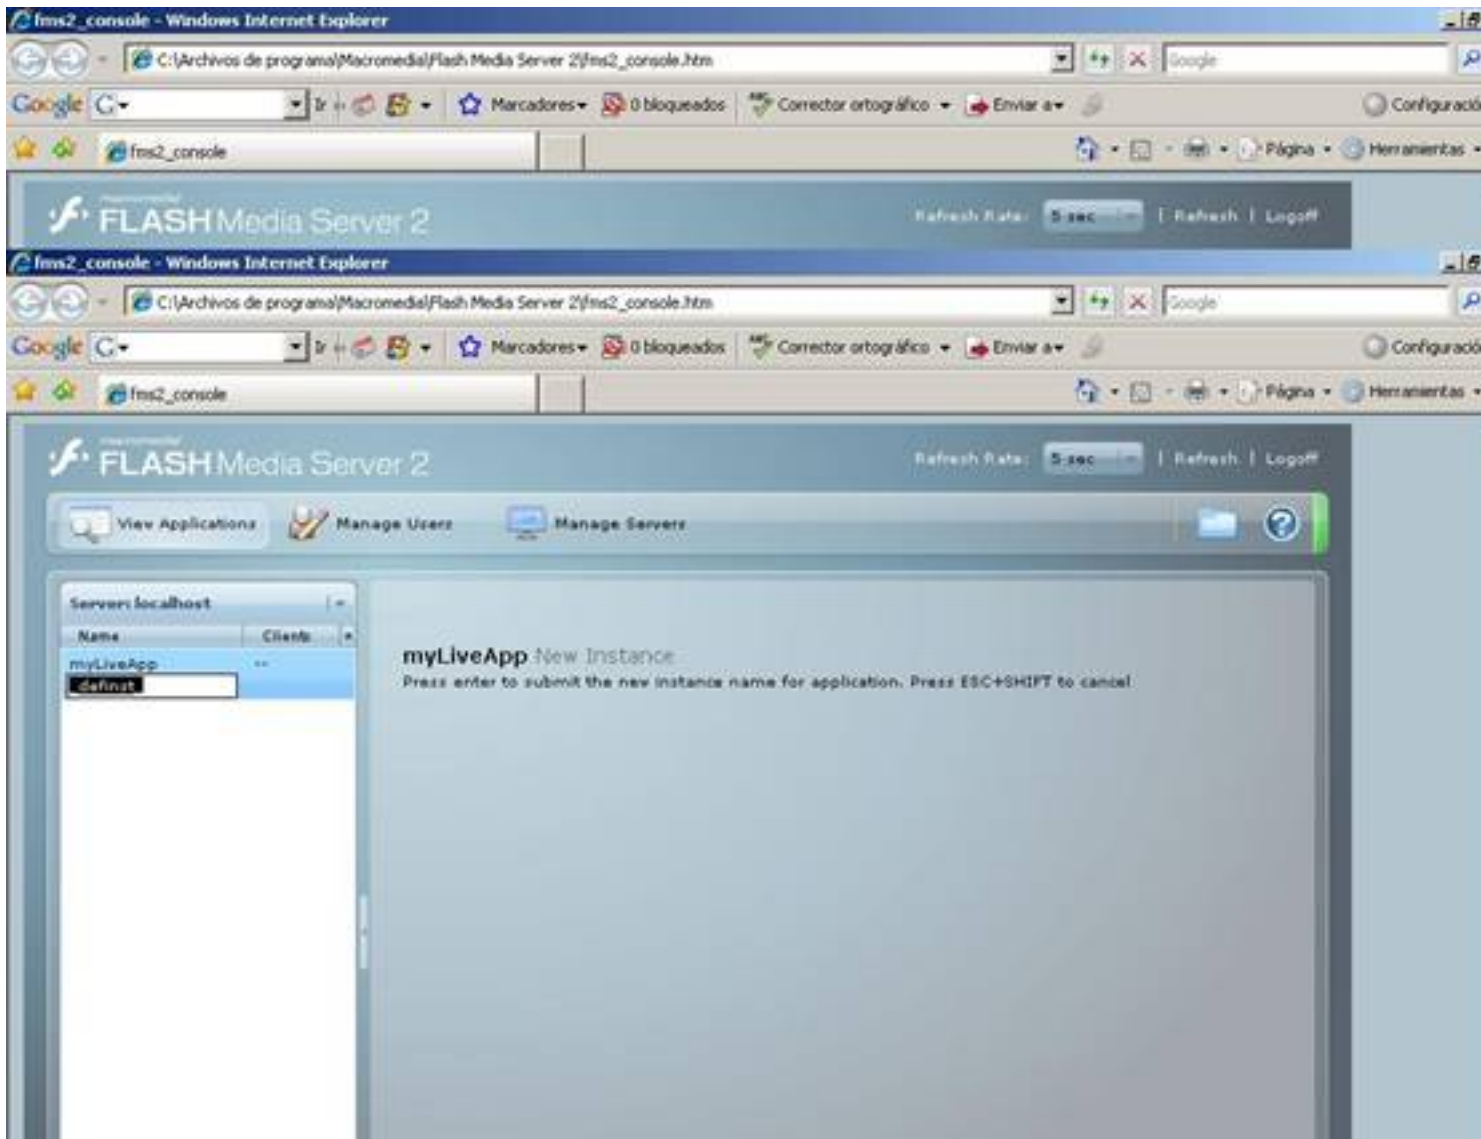 fms2_console - Windows Internet Explorer
C:\Archivos de programa\Macromedia\Flash Media Server 2\fms2_console.htm
Google
Google G Ir Marcadores 0 bloqueados Corrector ortográfico Enviar a Configuració
fms2_console Página Herramientas
macromedia
FLASH Media Server 2 Refresh Rate: 5 sec | Refresh | Logoff
fms2_console - Windows Internet Explorer
C:\Archivos de programa\Macromedia\Flash Media Server 2\fms2_console.htm
Google
Google G Ir Marcadores 0 bloqueados Corrector ortográfico Enviar a Configuració
fms2_console Página Herramientas
macromedia
FLASH Media Server 2 Refresh Rate: 5 sec | Refresh | Logoff
View Applications Manage Users Manage Servers
Server: localhost
Name Clients
myLiveApp --
_definst_
myLiveApp New Instance
Press enter to submit the new instance name for application. Press ESC+SHIFT to cancel